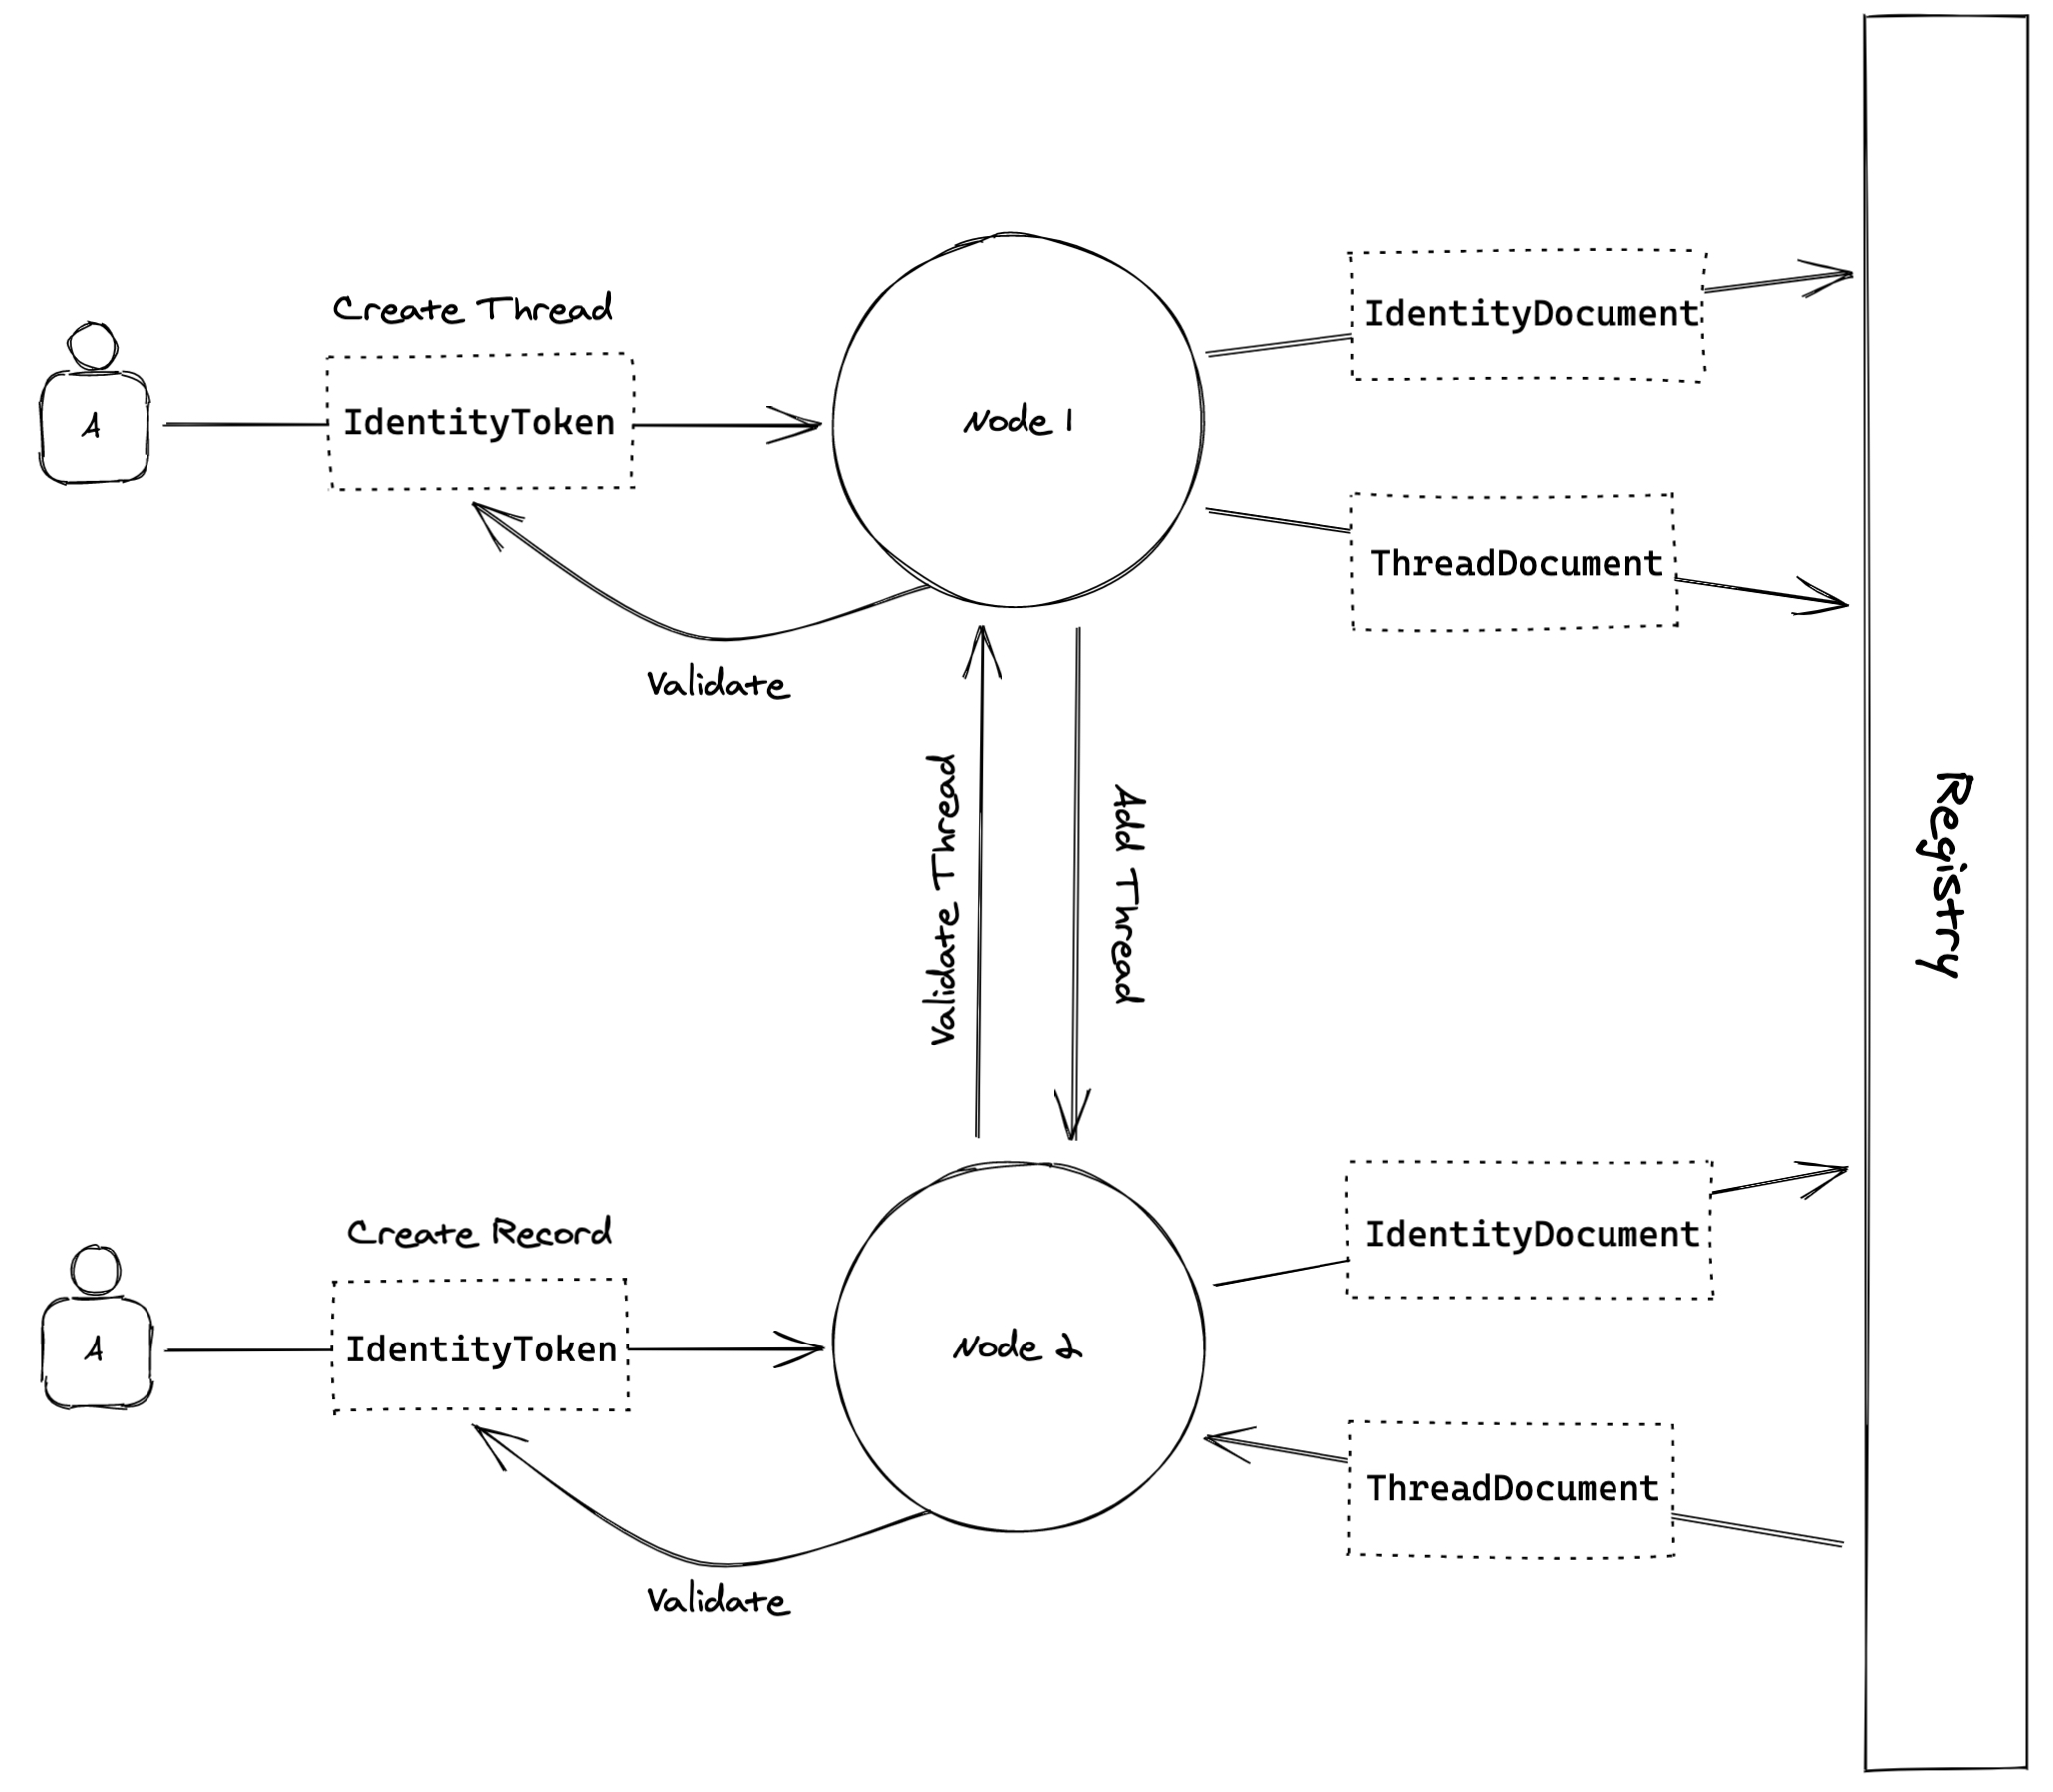 Create Thread
IdentityToken
A
Node 1
IdentityDocument
ThreadDocument
Validate
Validate Thread
Add Thread
Registry
Create Record
IdentityToken
A
Node 2
IdentityDocument
ThreadDocument
Validate